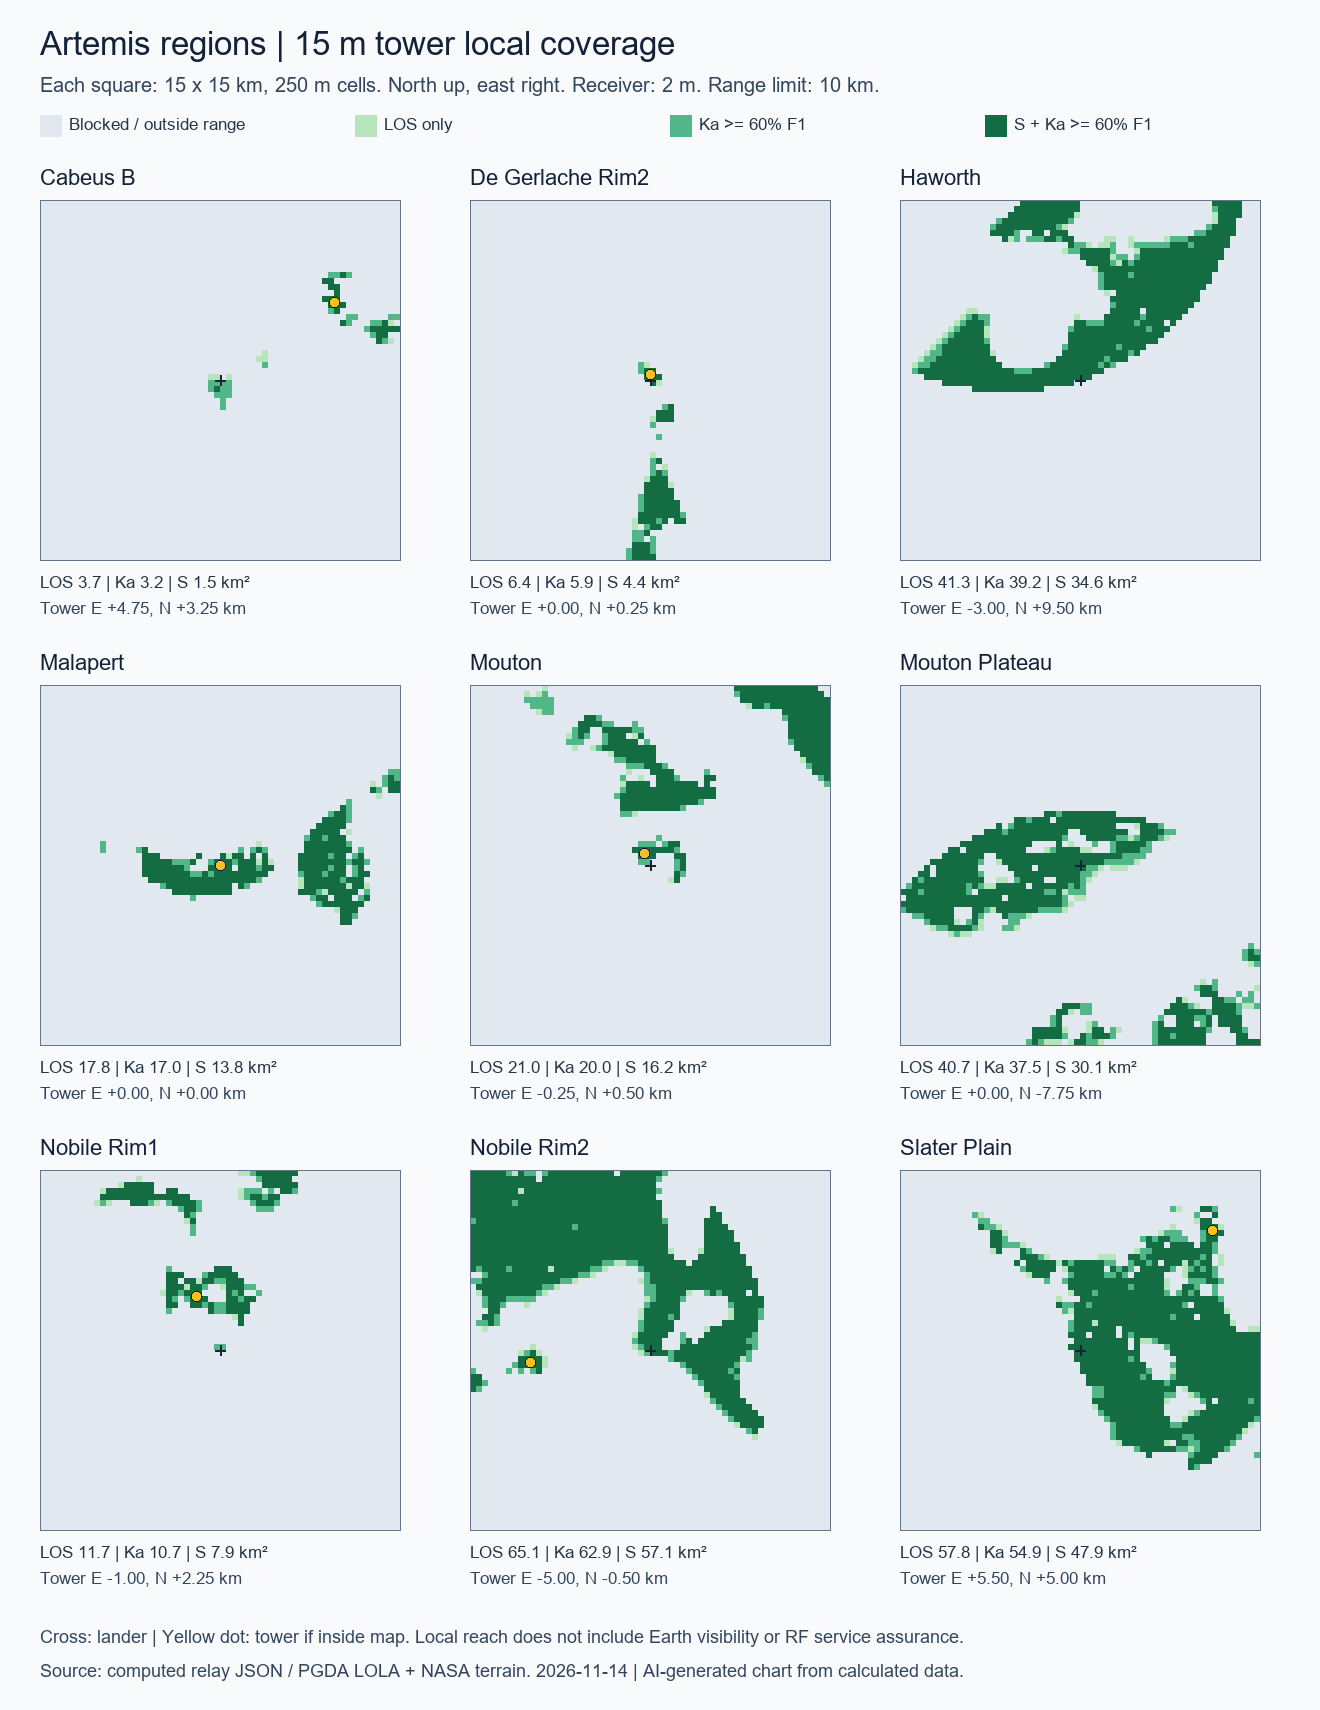 Artemis regions | 15 m tower local coverage
Each square: 15 x 15 km, 250 m cells. North up, east right. Receiver: 2 m. Range limit: 10 km.
Blocked / outside range
LOS only
Ka >= 60% F1
S + Ka >= 60% F1
Cabeus B
De Gerlache Rim2
Haworth
LOS 3.7 | Ka 3.2 | S 1.5 km²
Tower E +4.75, N +3.25 km
LOS 6.4 | Ka 5.9 | S 4.4 km²
Tower E +0.00, N +0.25 km
LOS 41.3 | Ka 39.2 | S 34.6 km²
Tower E -3.00, N +9.50 km
Malapert
Mouton
Mouton Plateau
LOS 17.8 | Ka 17.0 | S 13.8 km²
Tower E +0.00, N +0.00 km
LOS 21.0 | Ka 20.0 | S 16.2 km²
Tower E -0.25, N +0.50 km
LOS 40.7 | Ka 37.5 | S 30.1 km²
Tower E +0.00, N -7.75 km
Nobile Rim1
Nobile Rim2
Slater Plain
LOS 11.7 | Ka 10.7 | S 7.9 km²
Tower E -1.00, N +2.25 km
LOS 65.1 | Ka 62.9 | S 57.1 km²
Tower E -5.00, N -0.50 km
LOS 57.8 | Ka 54.9 | S 47.9 km²
Tower E +5.50, N +5.00 km
Cross: lander | Yellow dot: tower if inside map. Local reach does not include Earth visibility or RF service assurance.
Source: computed relay JSON / PGDA LOLA + NASA terrain. 2026-11-14 | AI-generated chart from calculated data.